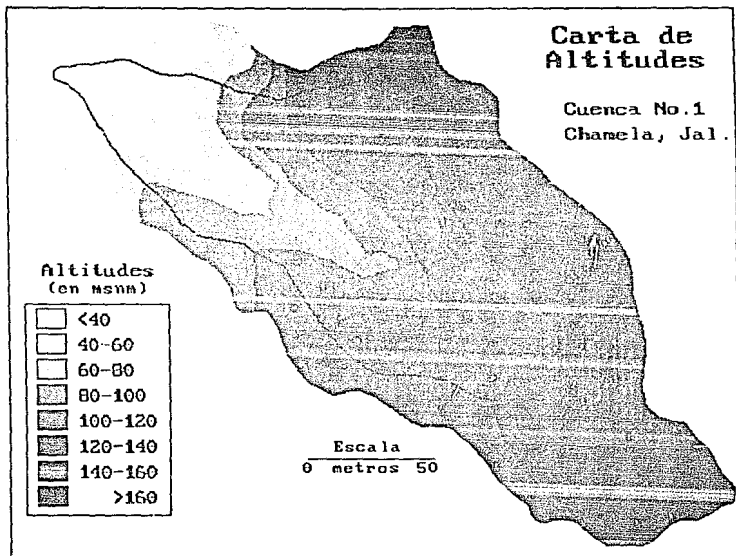 Carta de
Altitudes
Cuenca No.1
Chamela, Jal.
Altitudes
(en msnm)
<40
40-60
60-80
80-100
100-120
120-140
140-160
>160
Escala
0 metros 50